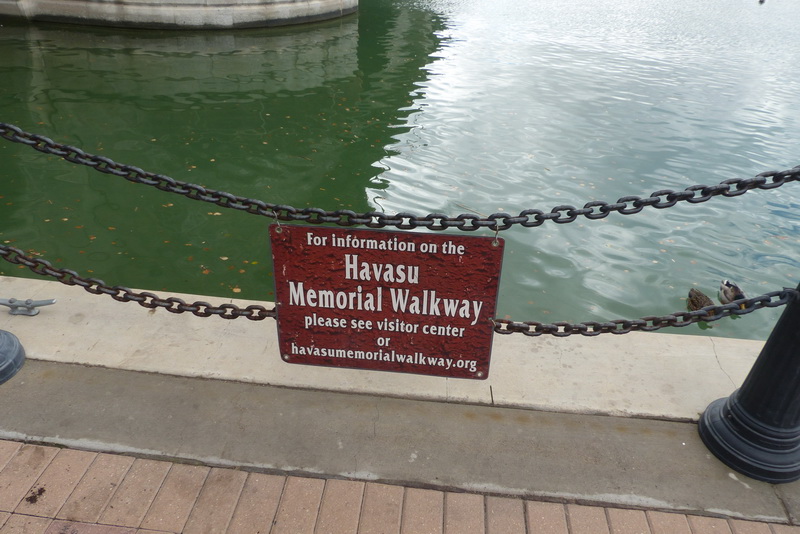 For information on the
Havasu
Memorial Walkway
please see visitor center
or
havasumemorialwalkway.org